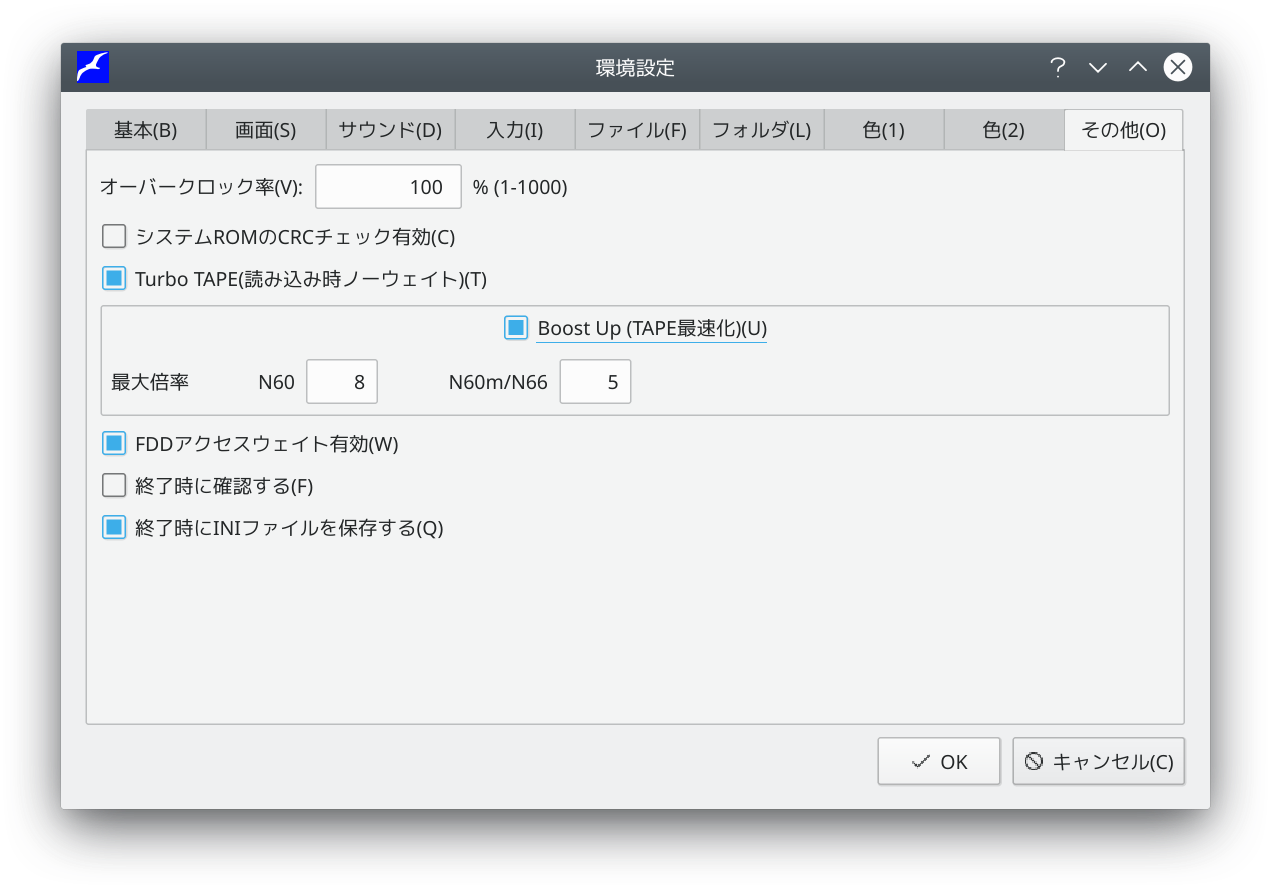 環境設定
基本(B) 画面(S) サウンド(D) 入力(I) ファイル(F) フォルダ(L) 色(1) 色(2) その他(O)
オーバークロック率(V): 100 % (1-1000)
システムROMのCRCチェック有効(C)
Turbo TAPE(読み込み時ノーウェイト)(T)
Boost Up (TAPE最速化)(U)
最大倍率 N60 8 N60m/N66 5
FDDアクセスウェイト有効(W)
終了時に確認する(F)
終了時にINIファイルを保存する(Q)
OK キャンセル(C)